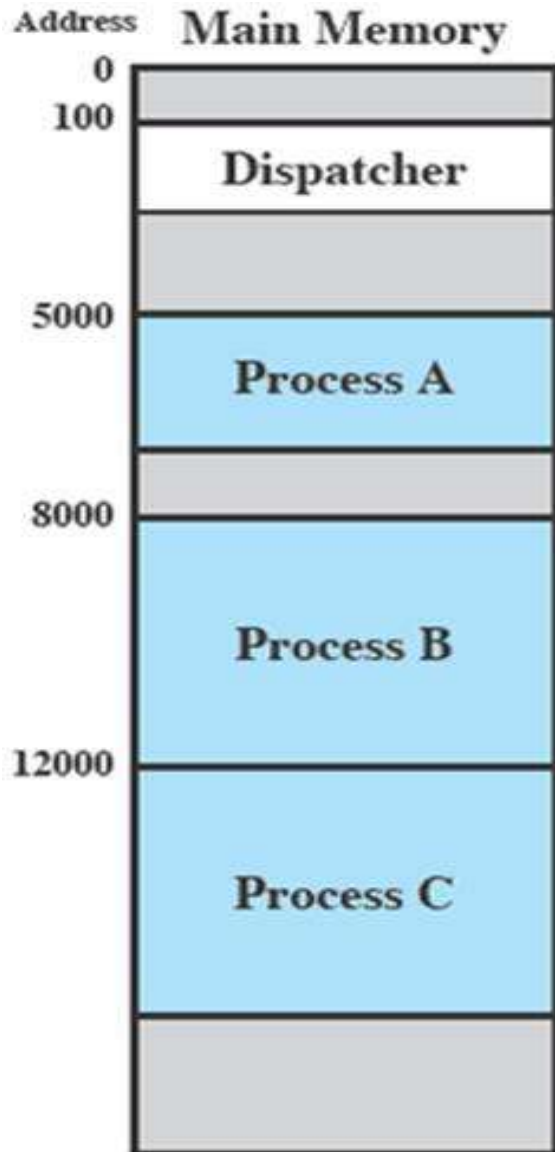 Address Main Memory
0
100
Dispatcher
5000
Process A
8000
Process B
12000
Process C